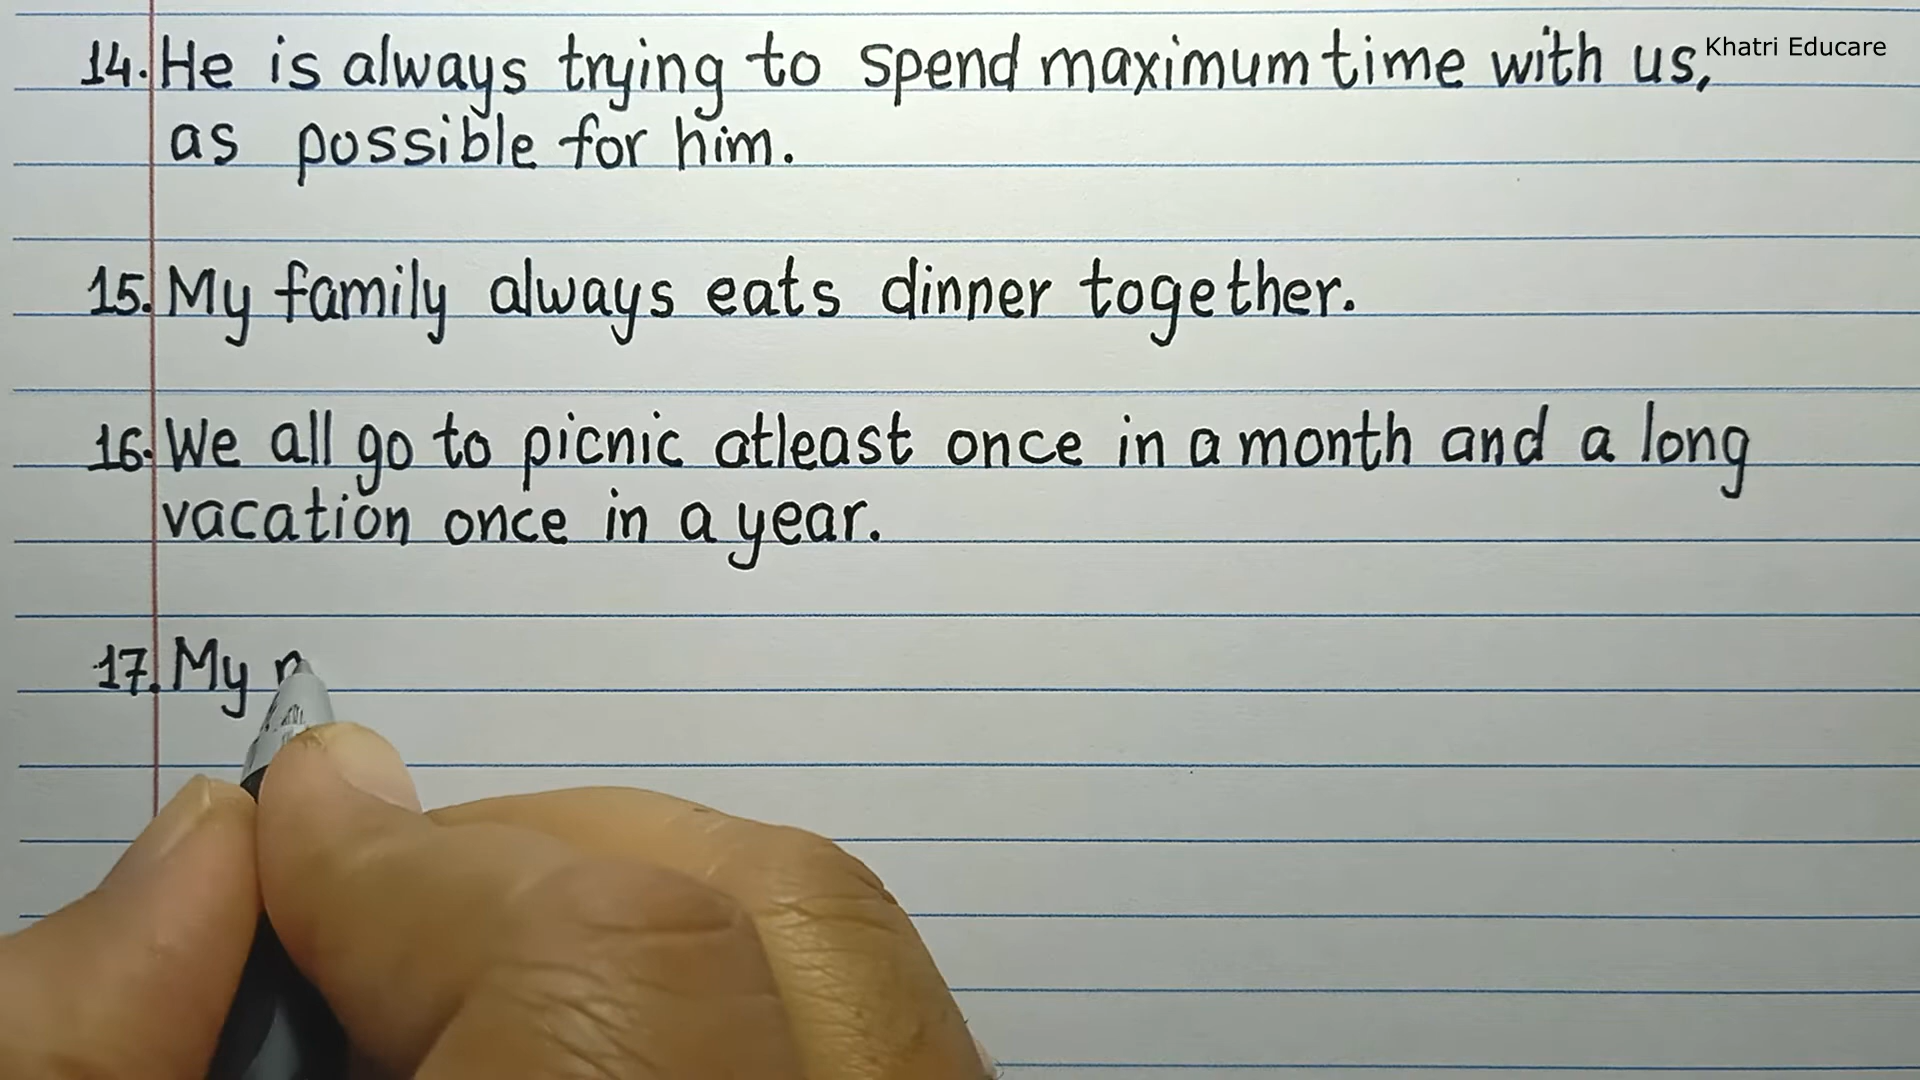 14. He is always trying to spend maximum time with us,
Khatri Educare
as possible for him.
15. My family always eats dinner together.
16. We all go to picnic atleast once in a month and a long
vacation once in a year.
17. My